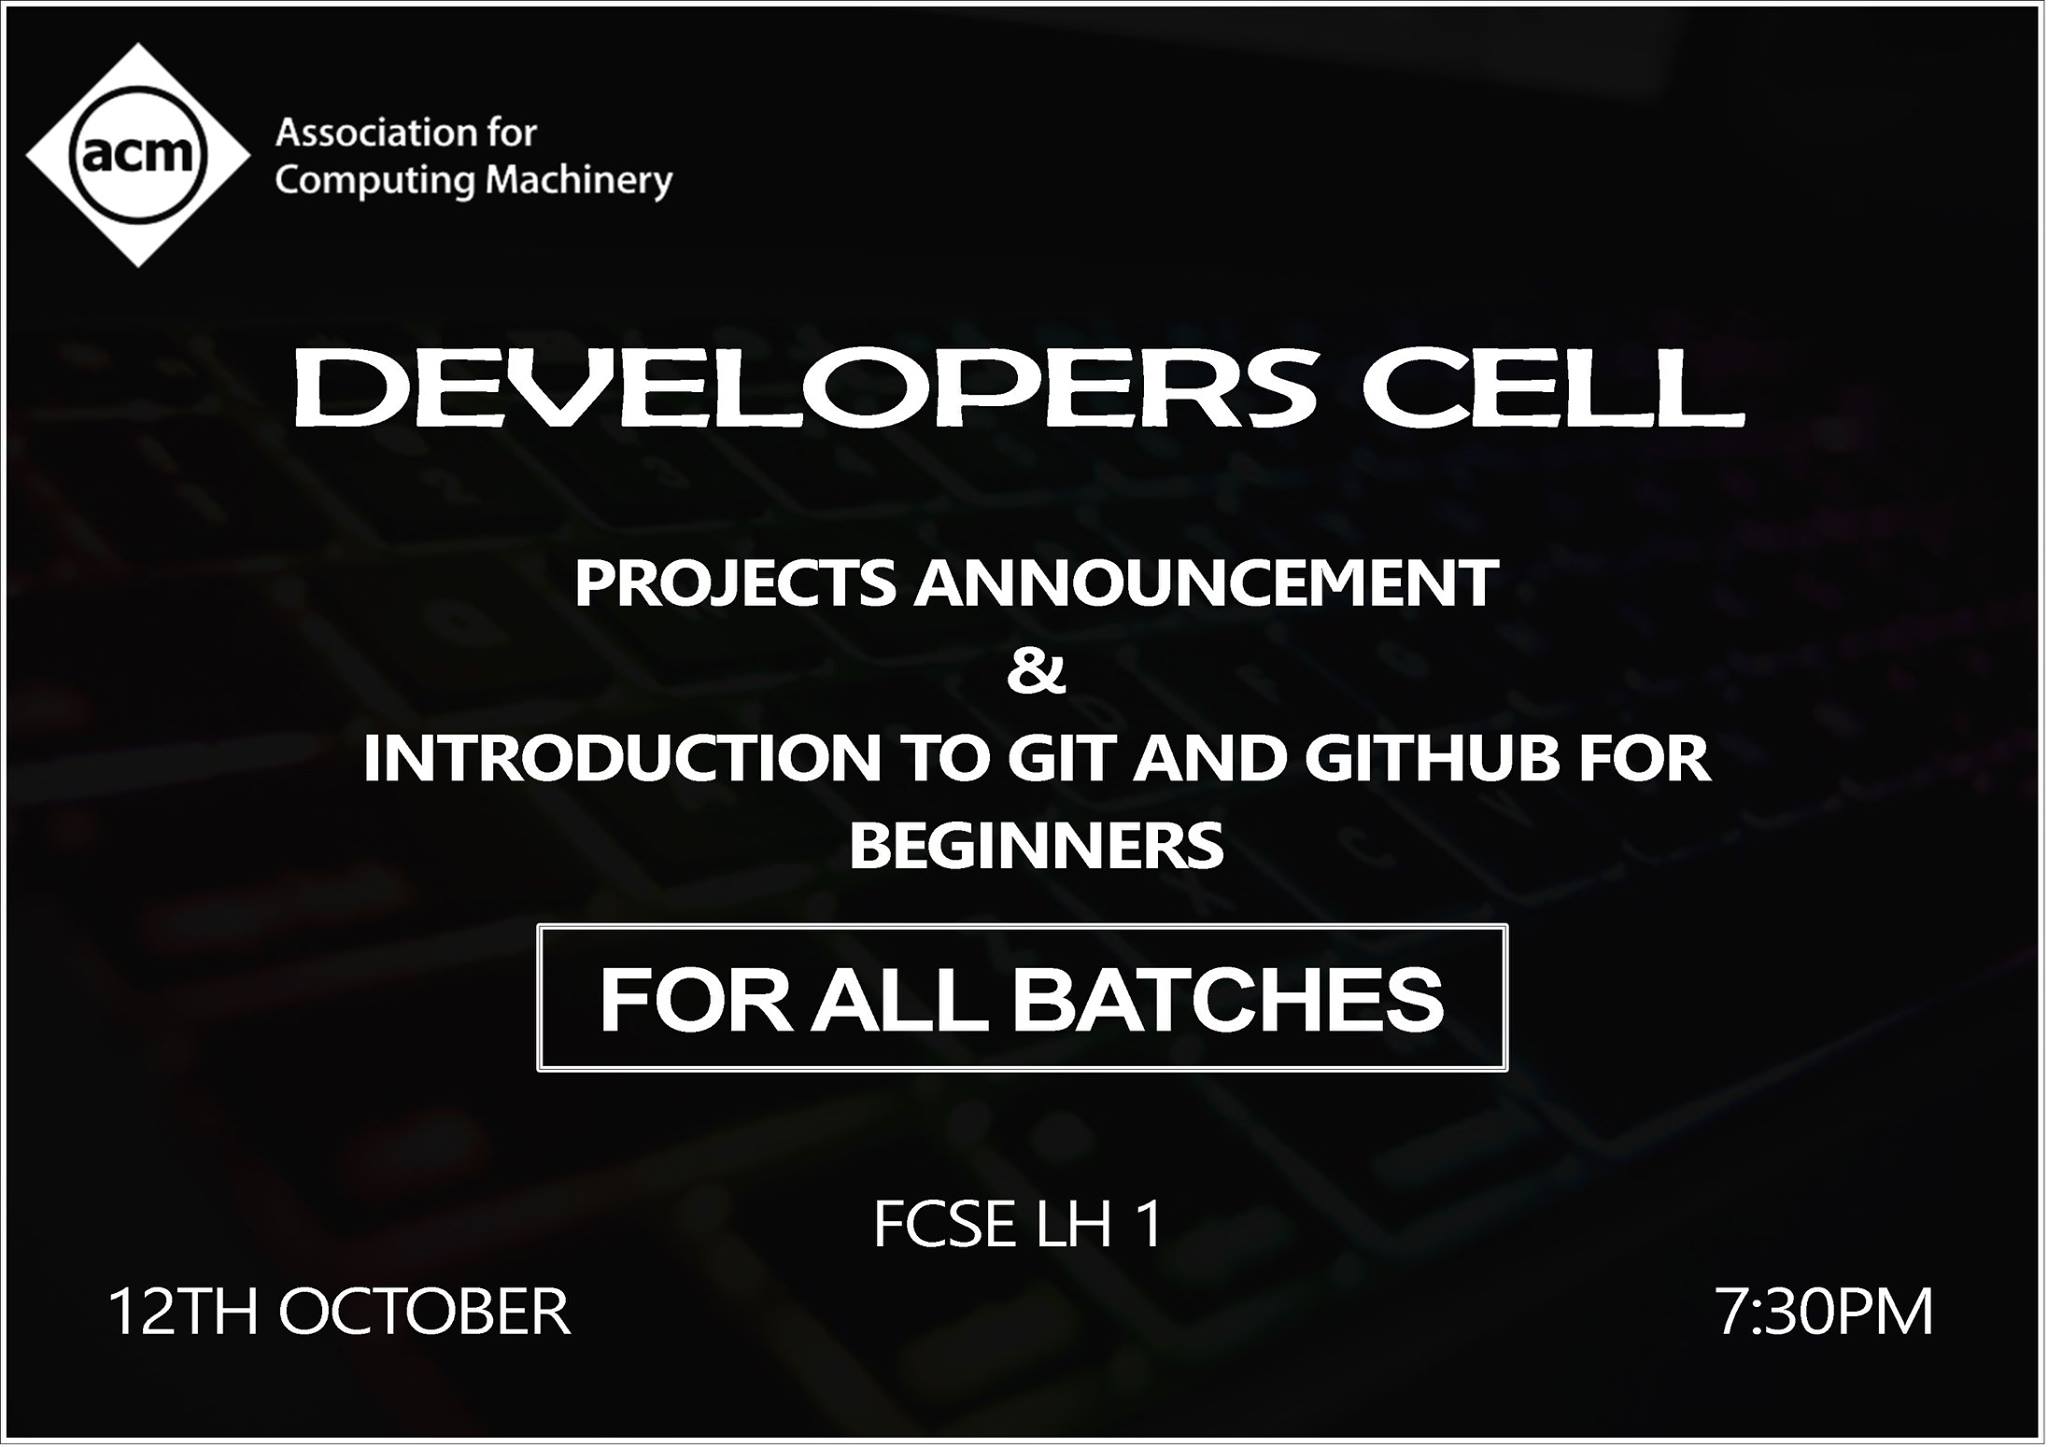 acm
Association for
Computing Machinery
DEVELOPERS CELL
PROJECTS ANNOUNCEMENT
&
INTRODUCTION TO GIT AND GITHUB FOR
BEGINNERS
FOR ALL BATCHES
FCSE LH 1
12TH OCTOBER
7:30PM